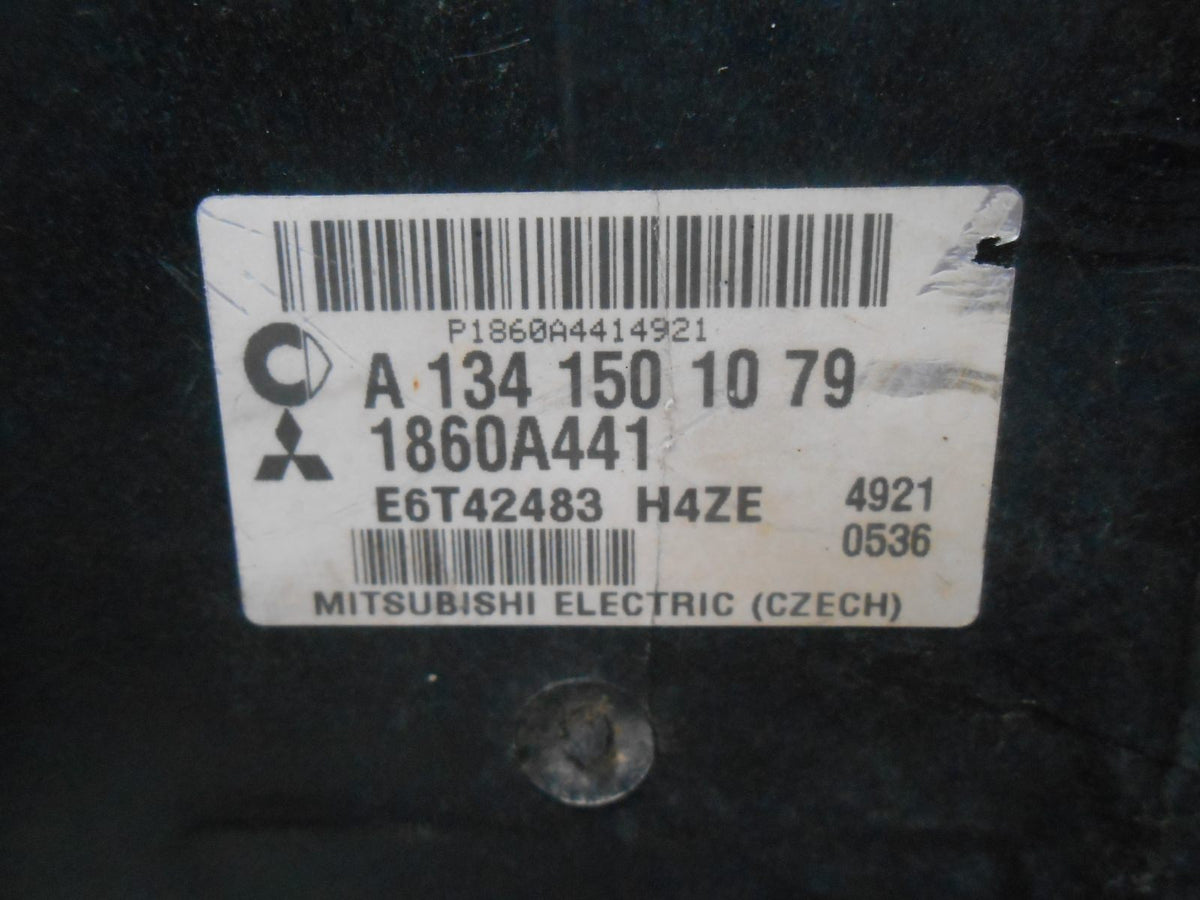 P1860A4414921
A 134 150 10 79
1860A441
E6T42483 H4ZE 4921
0536
MITSUBISHI ELECTRIC (CZECH)